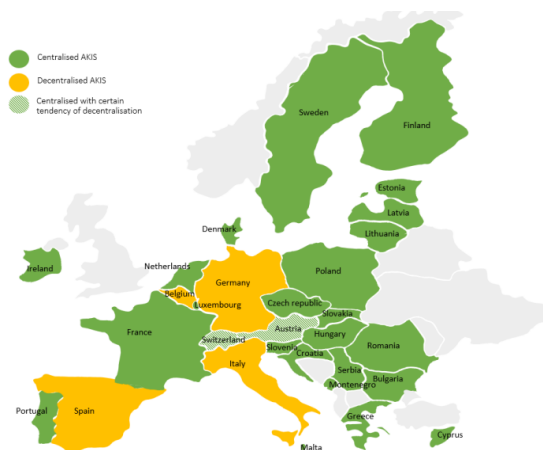 Centralised AKIS
Decentralised AKIS
Centralised with certain
tendency of decentralisation
Sweden
Finland
Estonia
Latvia
Lithuania
Denmark
Netherlands
Ireland
Poland
Germany
Belgium
Luxembourg
Czech republic
Slovakia
France
Austria
Switzerland
Hungary
Slovenia
Croatia
Romania
Italy
Serbia
Bulgaria
Montenegro
Portugal
Spain
Greece
Cyprus
Malta